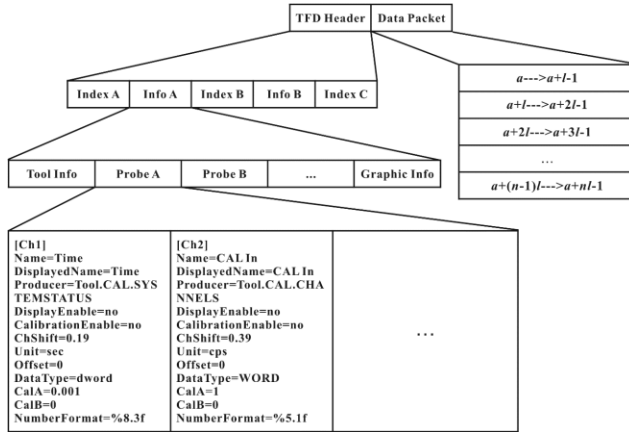 TFD Header Data Packet
Index A Info A Index B Info B Index C
a--->a+l-1
a+l--->a+2l-1
a+2l--->a+3l-1
...
a+(n-1)l--->a+nl-1
Tool Info Probe A Probe B ... Graphic Info
[Ch1]
Name=Time
DisplayedName=Time
Producer=Tool.CAL.SYS
TEMSTATUS
DisplayEnable=no
CalibrationEnable=no
ChShift=0.19
Unit=sec
Offset=0
DataType=dword
CalA=0.001
CalB=0
NumberFormat=%8.3f
[Ch2]
Name=CAL In
DisplayedName=CAL In
Producer=Tool.CAL.CHA
NNELS
DisplayEnable=no
CalibrationEnable=no
ChShift=0.39
Unit=cps
Offset=0
DataType=WORD
CalA=1
CalB=0
NumberFormat=%5.1f
...